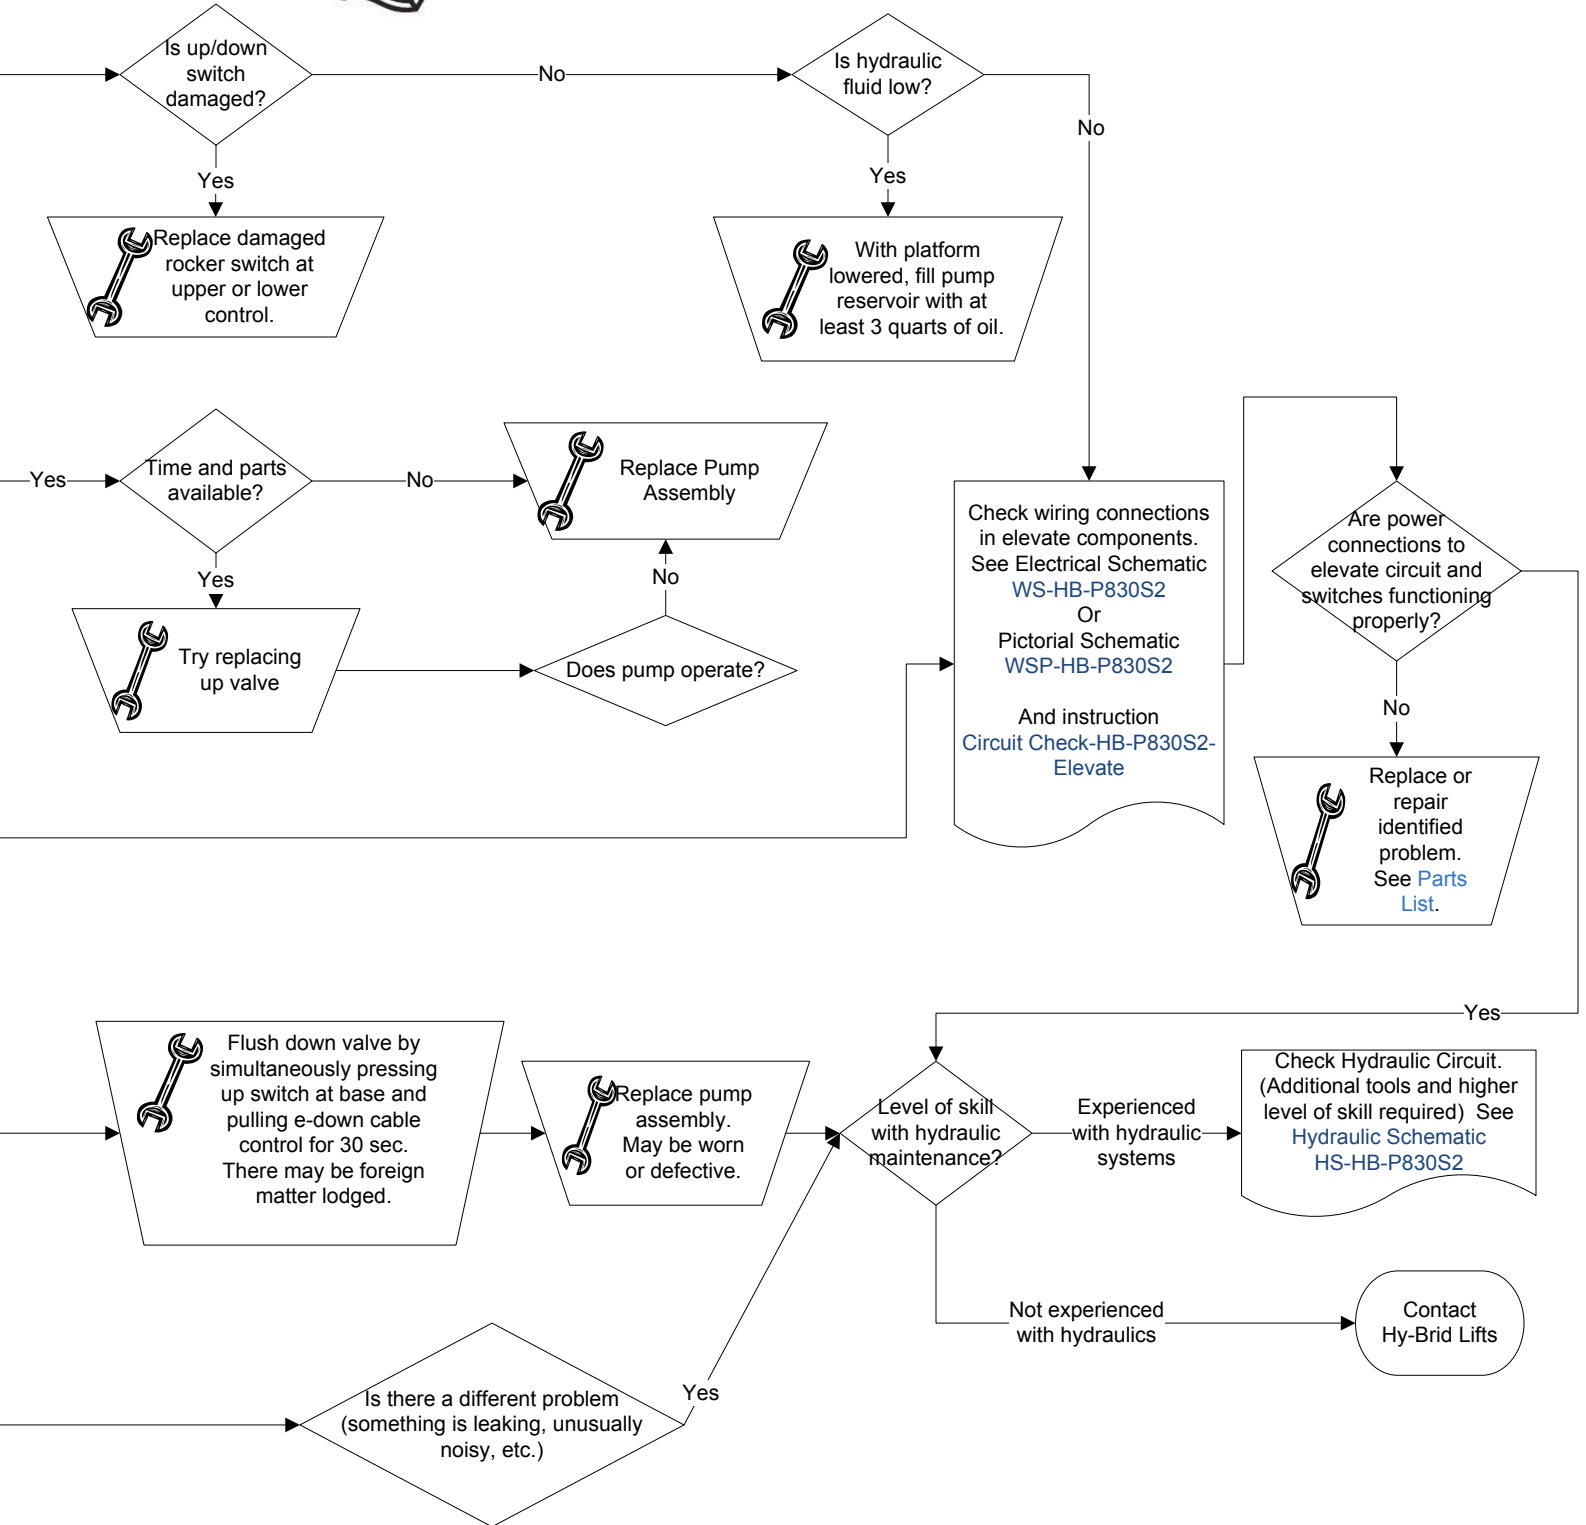 Is up/down
switch
damaged?
No
Is hydraulic
fluid low?
No
Yes
Yes
Replace damaged
rocker switch at
upper or lower
control.
With platform
lowered, fill pump
reservoir with at
least 3 quarts of oil.
Yes
Time and parts
available?
No
Replace Pump
Assembly
Yes
No
Try replacing
up valve
Does pump operate?
Check wiring connections
in elevate components.
See Electrical Schematic
WS-HB-P830S2
Or
Pictorial Schematic
WSP-HB-P830S2
And instruction
Circuit Check-HB-P830S2-
Elevate
Are power
connections to
elevate circuit and
switches functioning
properly?
No
Replace or
repair
identified
problem.
See Parts
List.
Yes
Flush down valve by
simultaneously pressing
up switch at base and
pulling e-down cable
control for 30 sec.
There may be foreign
matter lodged.
Replace pump
assembly.
May be worn
or defective.
Level of skill
with hydraulic
maintenance?
Experienced
with hydraulic
systems
Check Hydraulic Circuit.
(Additional tools and higher
level of skill required)  See
Hydraulic Schematic
HS-HB-P830S2
Not experienced
with hydraulics
Contact
Hy-Brid Lifts
Is there a different problem
(something is leaking, unusually
noisy, etc.)
Yes